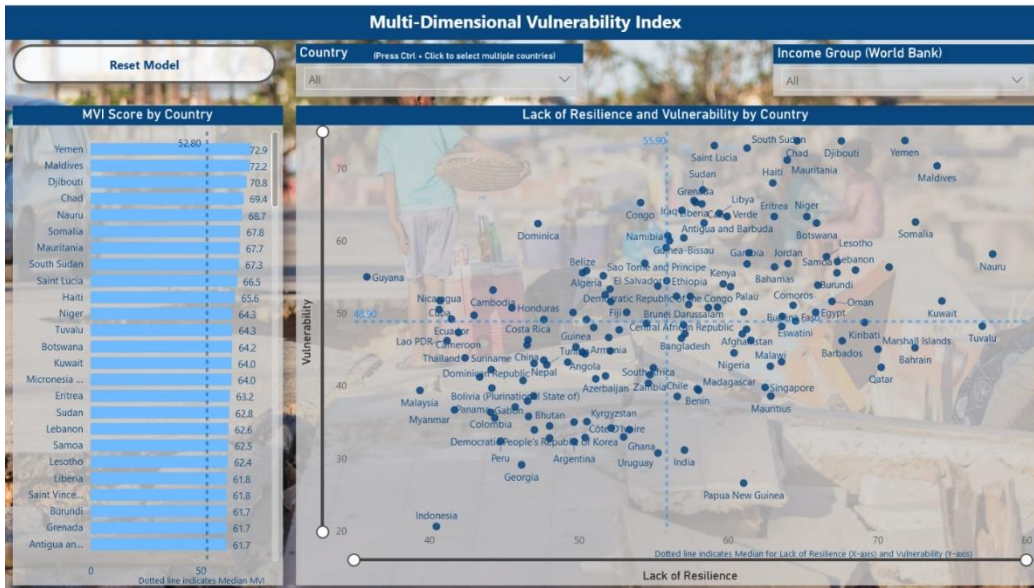 Multi-Dimensional Vulnerability Index
Reset Model
Country (Press Ctrl + Click to select multiple countries)
All
Income Group (World Bank)
All
MVI Score by Country
52.80
Yemen 72.9
Maldives 72.2
Djibouti 70.8
Chad 69.4
Nauru 68.7
Somalia 67.8
Mauritania 67.7
South Sudan 67.3
Saint Lucia 66.5
Haiti 65.6
Niger 64.3
Tuvalu 64.3
Botswana 64.2
Kuwait 64.0
Micronesia ... 64.0
Eritrea 63.2
Sudan 62.8
Lebanon 62.6
Samoa 62.5
Lesotho 62.4
Liberia 61.8
Saint Vince... 61.8
Burundi 61.7
Grenada 61.7
Antigua an... 61.7
0 50
Dotted line indicates Median MVI
Lack of Resilience and Vulnerability by Country
55.90
48.90
Vulnerability
70
60
50
40
30
20
South Sudan
Saint Lucia
Chad
Djibouti
Yemen
Mauritania
Maldives
Sudan
Haiti
Grenada
Libya
Congo
Iraq
Liberia
Cabo Verde
Eritrea
Niger
Dominica
Antigua and Barbuda
Botswana
Somalia
Namibia
Guinea-Bissau
Lesotho
Belize
Sao Tome and Principe
Gambia
Jordan
Samoa
Lebanon
Nauru
Guyana
Algeria
El Salvador
Ethiopia
Kenya
Bahamas
Burundi
Nicaragua
Cambodia
Democratic Republic of the Congo
Palau
Comoros
Oman
Kuwait
Cuba
Honduras
Fiji
Brunei Darussalam
Burkina Faso
Egypt
Costa Rica
Central African Republic
Eswatini
Kiribati
Tuvalu
Lao PDR
Cameroon
Bangladesh
Afghanistan
Marshall Islands
Thailand
Suriname
China
Tunisia
Armenia
Nigeria
Malawi
Barbados
Bahrain
Dominican Republic
Nepal
Angola
South Africa
Qatar
Azerbaijan
Zambia
Chile
Madagascar
Singapore
Malaysia
Bolivia (Plurinational State of)
Benin
Mauritius
Myanmar
Panama
Gabon
Bhutan
Kyrgyzstan
Colombia
Côte D'Ivoire
Democratic People's Republic of Korea
Ghana
Peru
Argentina
Uruguay
India
Georgia
Papua New Guinea
Indonesia
Dotted line indicates Median for Lack of Resilience (X-axis) and Vulnerability (Y-axis)
40 50 60 70 80
Lack of Resilience